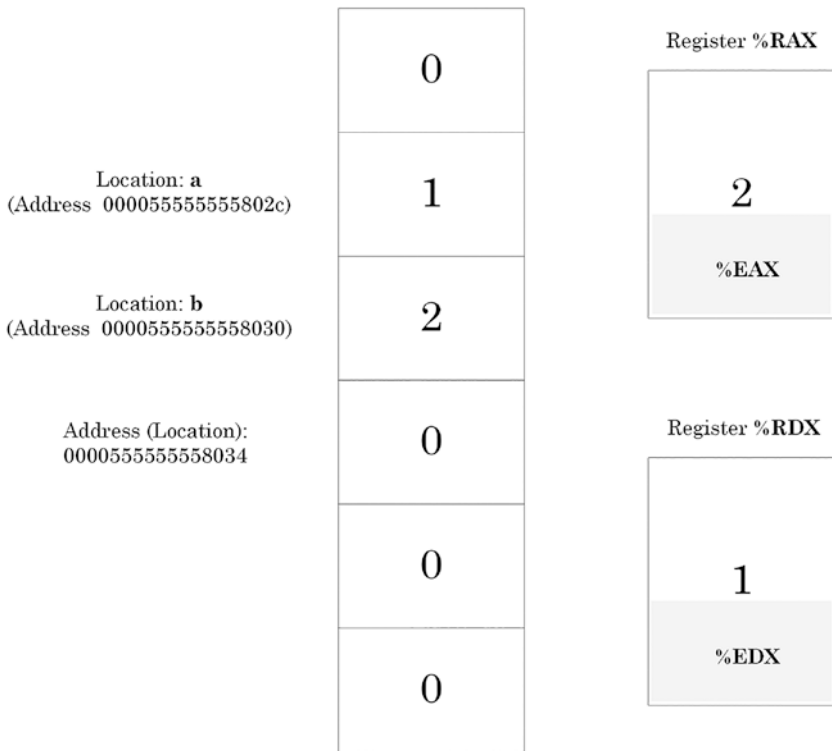 0
Register %RAX
Location: a
(Address 000055555555802c)
1
2
%EAX
Location: b
(Address 0000555555558030)
2
Address (Location):
0000555555558034
0
Register %RDX
0
1
%EDX
0